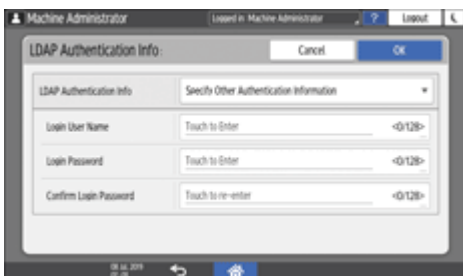 Machine Administrator
Logged in: Machine Administrator
?
Logout
LDAP Authentication Info:
Cancel
OK
LDAP Authentication Info
Specify Other Authentication Information
Login User Name
Touch to Enter
<0/128>
Login Password
Touch to Enter
<0/128>
Confirm Login Password
Touch to re-enter
<0/128>
2019